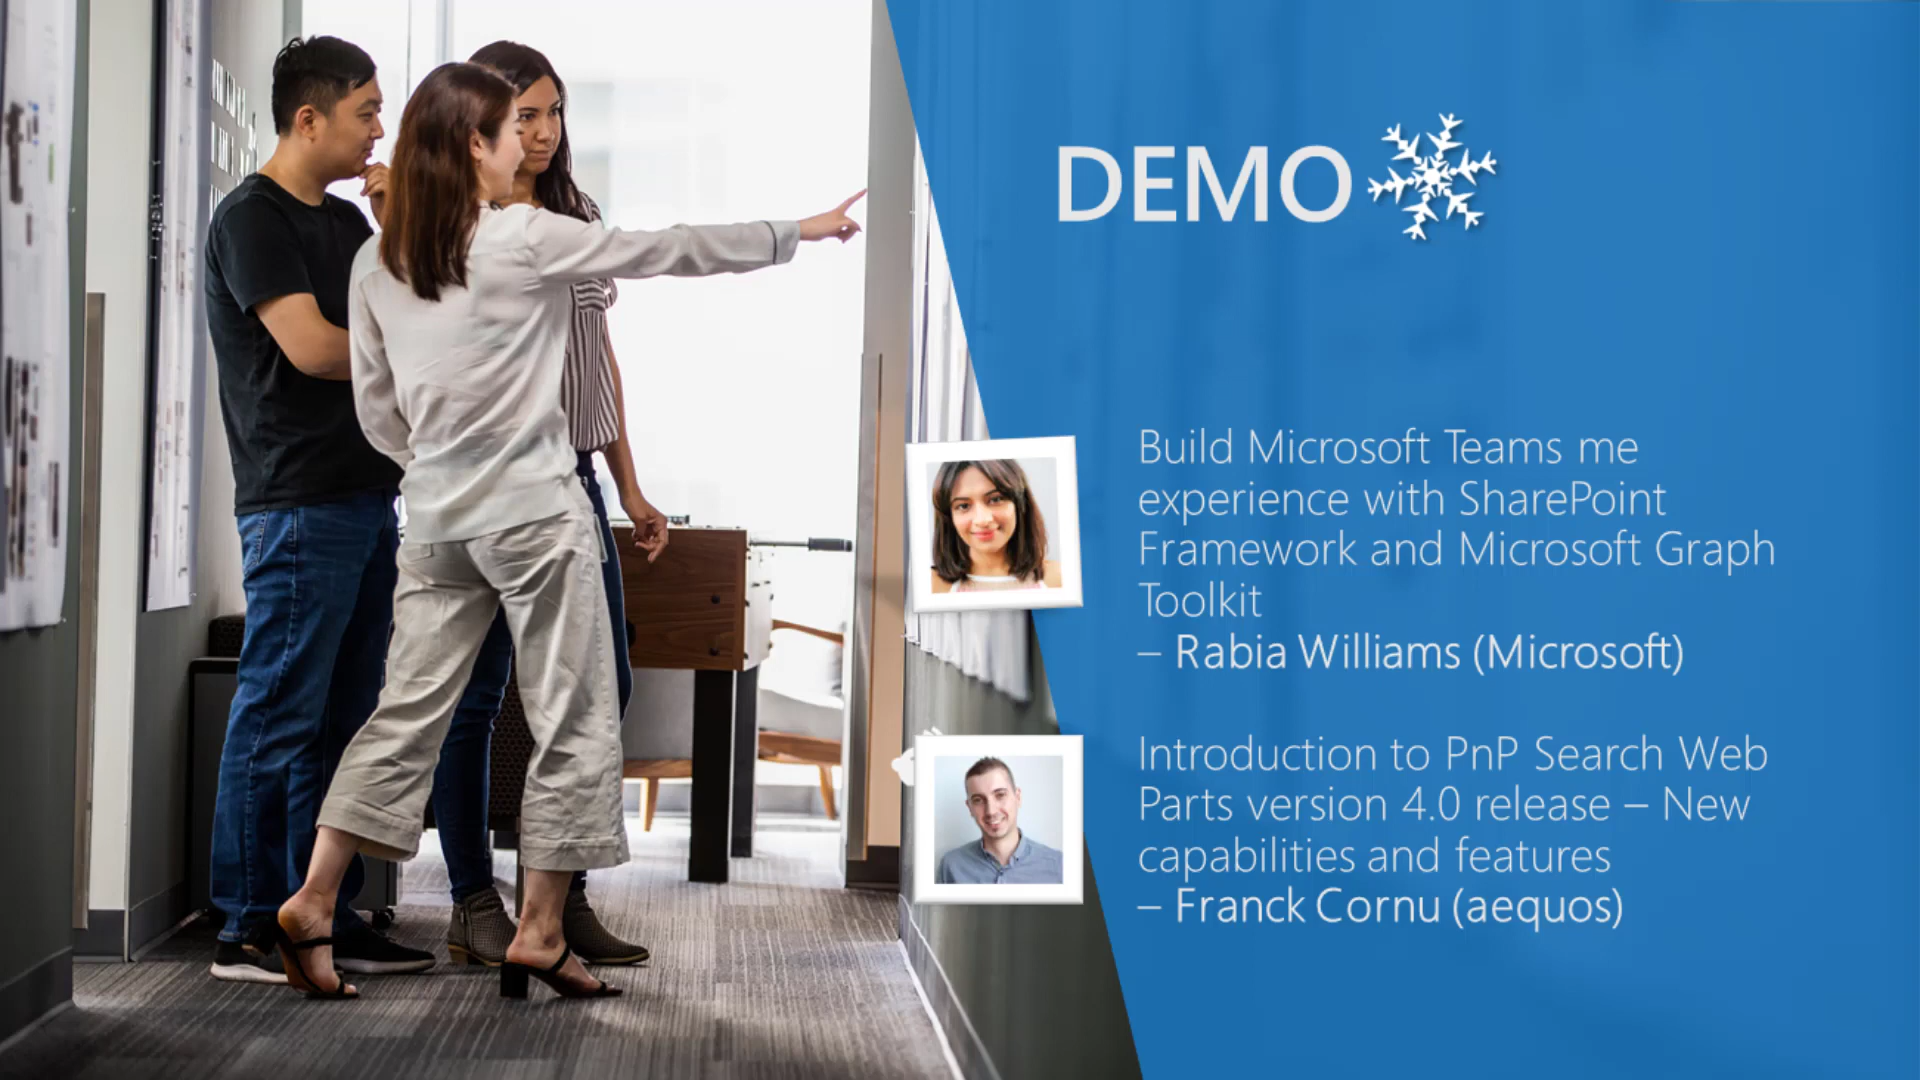 DEMO
Build Microsoft Teams me
experience with SharePoint
Framework and Microsoft Graph
Toolkit
– Rabia Williams (Microsoft)
Introduction to PnP Search Web
Parts version 4.0 release – New
capabilities and features
– Franck Cornu (aequos)